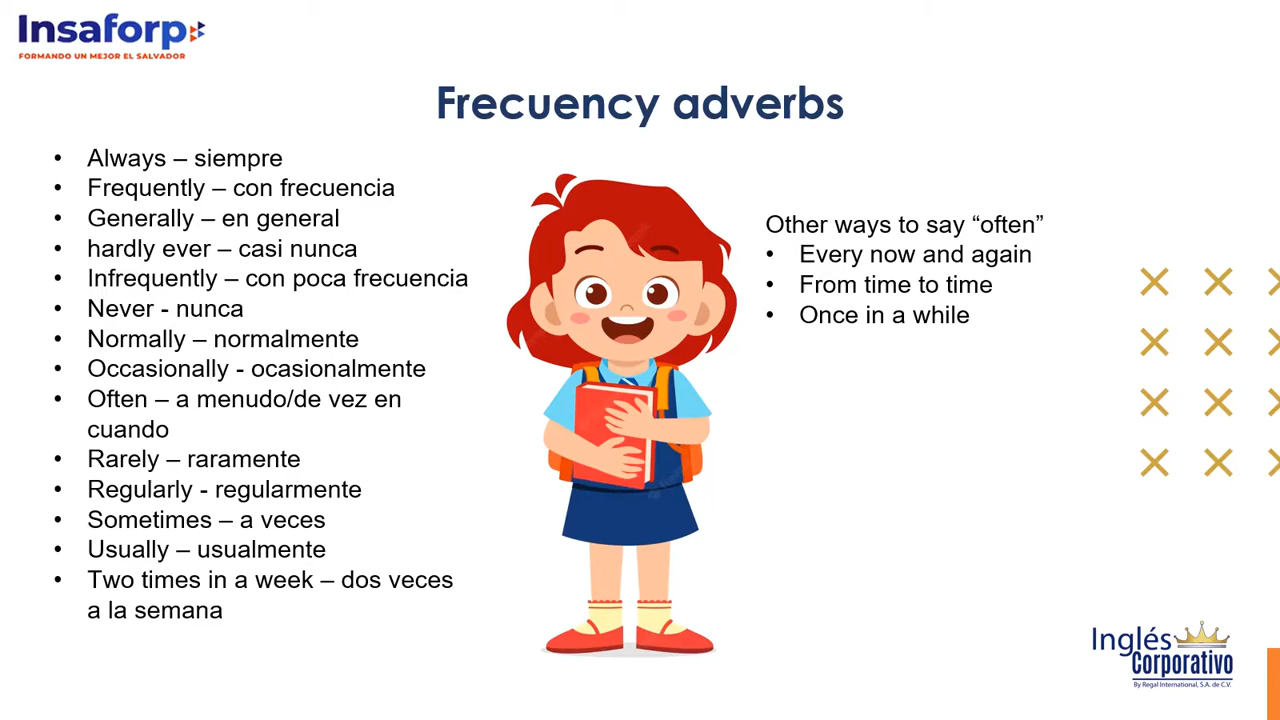 Insaforp
FORMANDO UN MEJOR EL SALVADOR
Frecuency adverbs
• Always – siempre
• Frequently – con frecuencia
• Generally – en general
• hardly ever – casi nunca
• Infrequently – con poca frecuencia
• Never - nunca
• Normally – normalmente
• Occasionally - ocasionalmente
• Often – a menudo/de vez en
cuando
• Rarely – raramente
• Regularly - regularmente
• Sometimes – a veces
• Usually – usualmente
• Two times in a week – dos veces
a la semana
Other ways to say “often”
• Every now and again
• From time to time
• Once in a while
Inglés
Corporativo
By Regal International, S.A. de C.V.